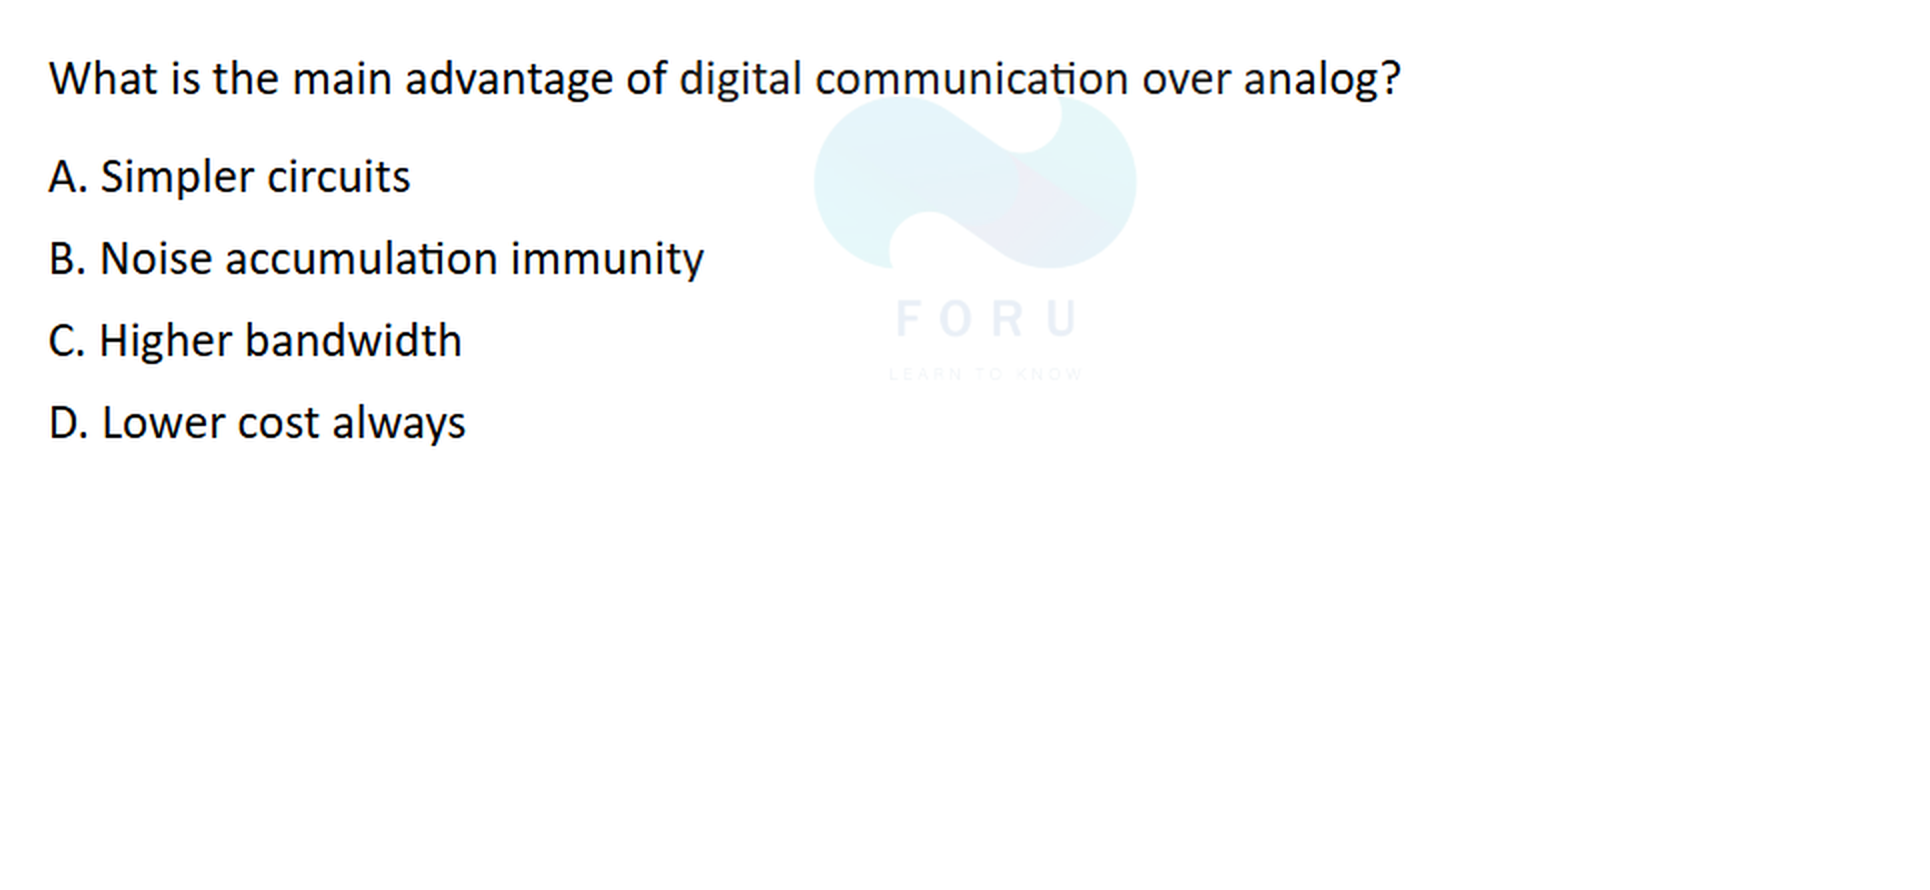 What is the main advantage of digital communication over analog?
A. Simpler circuits
B. Noise accumulation immunity
C. Higher bandwidth
D. Lower cost always
FORU
LEARN TO KNOW